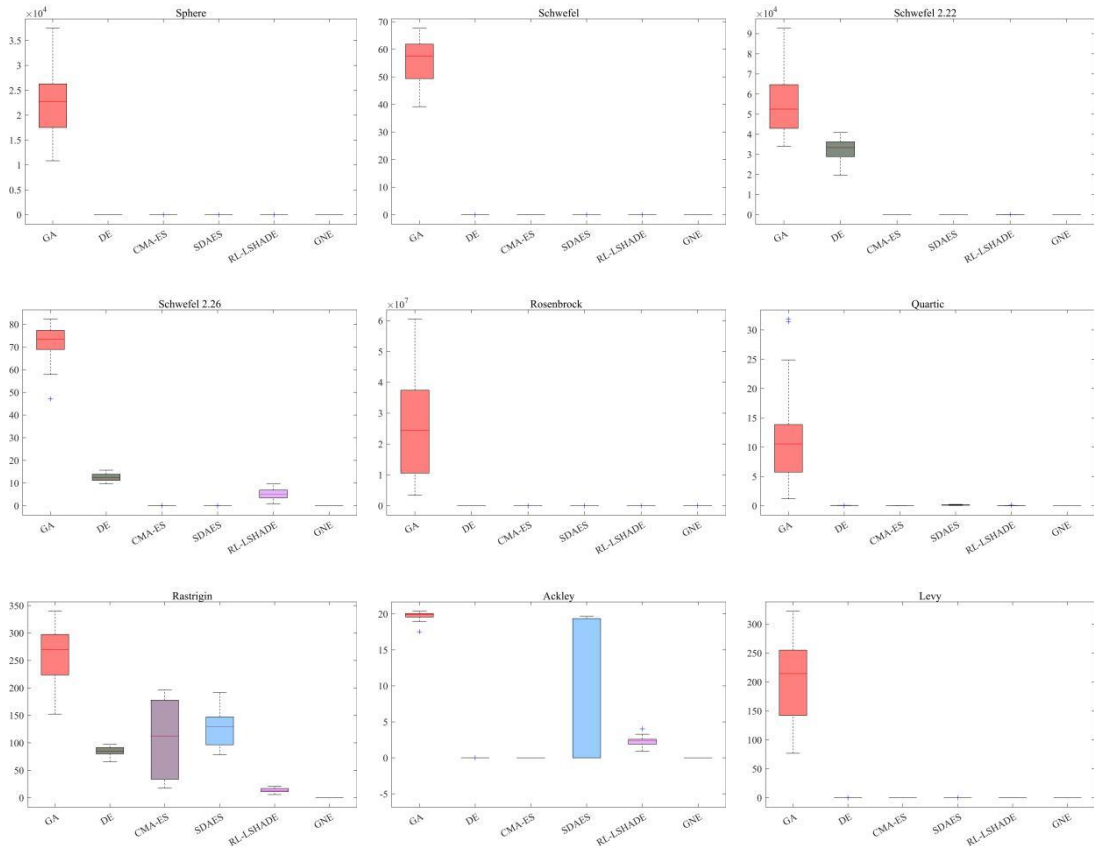 Sphere
×10⁴
3.5
3
2.5
2
1.5
1
0.5
0
GA
DE
CMA-ES
SDAES
RL-LSHADE
GNE
Schwefel
70
60
50
40
30
20
10
0
GA
DE
CMA-ES
SDAES
RL-LSHADE
GNE
Schwefel 2.22
×10⁴
9
8
7
6
5
4
3
2
1
0
GA
DE
CMA-ES
SDAES
RL-LSHADE
GNE
Schwefel 2.26
80
70
60
50
40
30
20
10
0
GA
DE
CMA-ES
SDAES
RL-LSHADE
GNE
Rosenbrock
×10⁷
6
5
4
3
2
1
0
GA
DE
CMA-ES
SDAES
RL-LSHADE
GNE
Quartic
30
25
20
15
10
5
0
GA
DE
CMA-ES
SDAES
RL-LSHADE
GNE
Rastrigin
350
300
250
200
150
100
50
0
GA
DE
CMA-ES
SDAES
RL-LSHADE
GNE
Ackley
20
15
10
5
0
-5
GA
DE
CMA-ES
SDAES
RL-LSHADE
GNE
Levy
300
250
200
150
100
50
0
GA
DE
CMA-ES
SDAES
RL-LSHADE
GNE